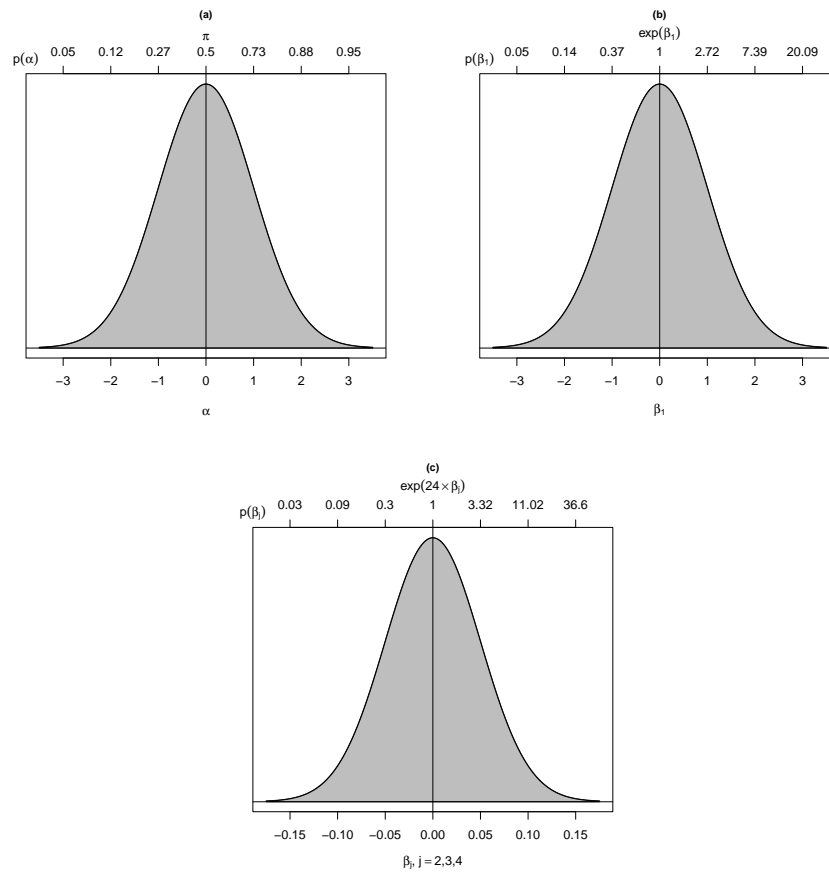 (a)
π
p(α) 0.05 0.12 0.27 0.5 0.73 0.88 0.95
−3 −2 −1 0 1 2 3
α
(b)
exp(β₁)
p(β₁) 0.05 0.14 0.37 1 2.72 7.39 20.09
−3 −2 −1 0 1 2 3
β₁
(c)
exp(24 × βⱼ)
p(βⱼ) 0.03 0.09 0.3 1 3.32 11.02 36.6
−0.15 −0.10 −0.05 0.00 0.05 0.10 0.15
βⱼ, j = 2,3,4